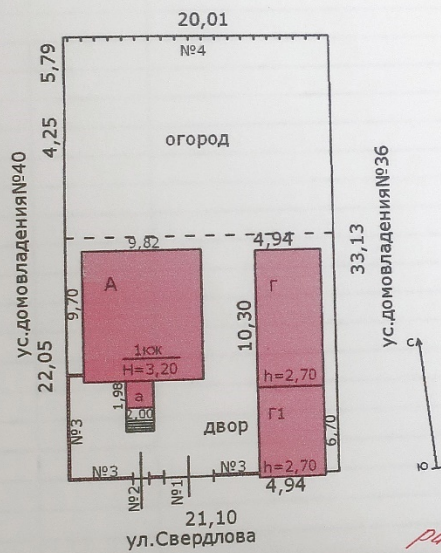 20,01
№4
5,79
4,25
огород
ус.домовладения№40
ус.домовладения№36
9,82
4,94
33,13
А
Г
9,70
10,30
1кж
Н=3,20
h=2,70
22,05
а
1,98
2,00
Г1
двор
6,70
№3
№3
№2
№1
№3
h=2,70
4,94
21,10
ул.Свердлова
с
ю